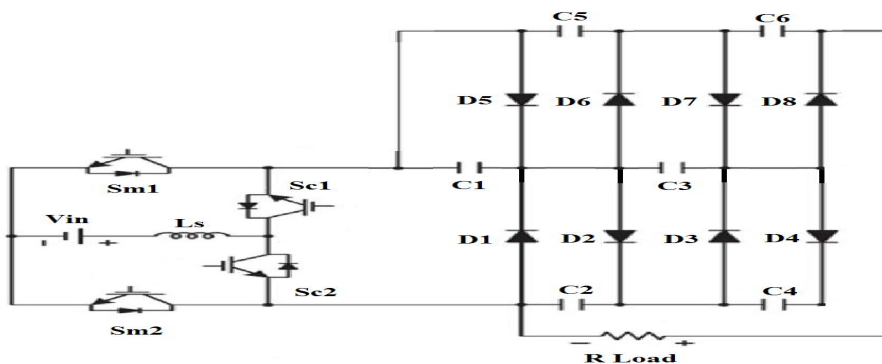 C5 C6
D5 D6 D7 D8
Sm1 Sc1 C1 C3
Vin Ls
- +
D1 D2 D3 D4
Sc2 C2 C4
Sm2
- +
R Load